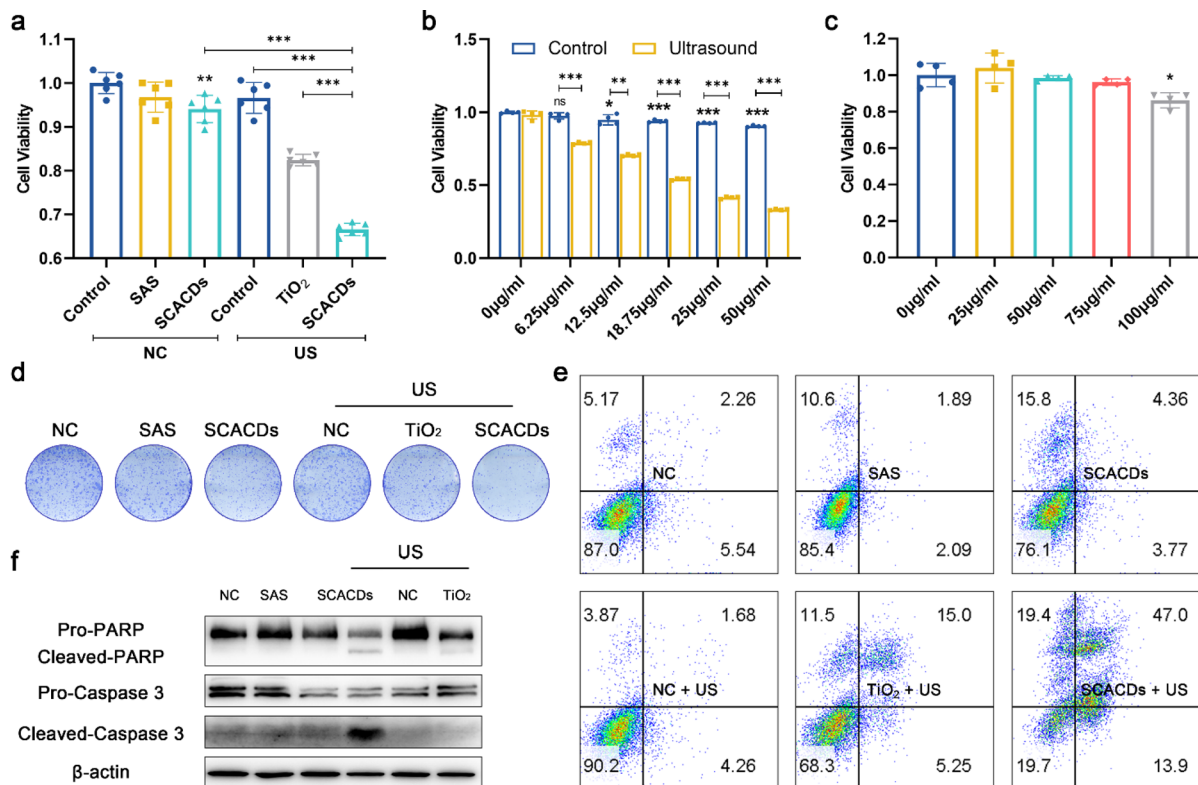 a
***
***
***
**
Cell Viability
1.1
1.0
0.9
0.8
0.7
0.6
Control
SAS
SCACDs
Control
TiO₂
SCACDs
NC
US
b
Control
Ultrasound
Cell Viability
1.5
1.0
0.5
0.0
***
**
***
***
***
ns
*
***
***
***
0μg/ml
6.25μg/ml
12.5μg/ml
18.75μg/ml
25μg/ml
50μg/ml
c
Cell Viability
1.2
1.0
0.8
0.6
0.4
0.2
0.0
*
0μg/ml
25μg/ml
50μg/ml
75μg/ml
100μg/ml
d
US
NC SAS SCACDs NC TiO₂ SCACDs
e
5.17 2.26
NC
87.0 5.54
10.6 1.89
SAS
85.4 2.09
15.8 4.36
SCACDs
76.1 3.77
3.87 1.68
NC + US
90.2 4.26
11.5 15.0
TiO₂ + US
68.3 5.25
19.4 47.0
SCACDs + US
19.7 13.9
f
US
NC SAS SCACDs NC TiO₂
Pro-PARP
Cleaved-PARP
Pro-Caspase 3
Cleaved-Caspase 3
β-actin